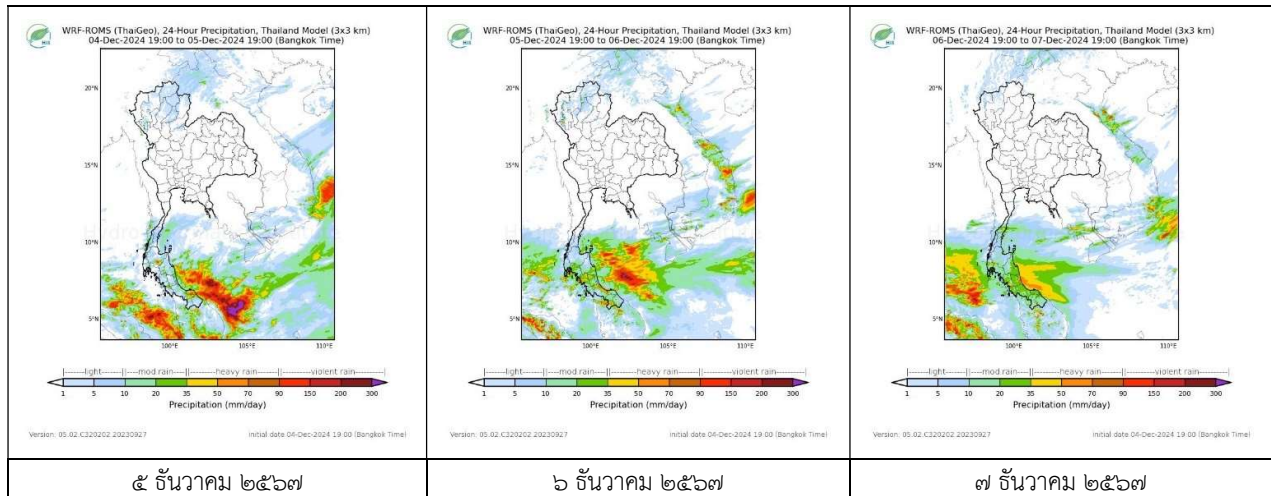 WRF-ROMS (ThaiGeo), 24-Hour Precipitation, Thailand Model (3x3 km)
04-Dec-2024 19:00 to 05-Dec-2024 19:00 (Bangkok Time)
20°N
15°N
10°N
5°N
100°E 105°E 110°E
|--------light--------||----mod rain----||-------heavy rain-------||-------violent rain-------|
1 5 10 20 35 50 70 90 150 200 300
Precipitation (mm/day)
Version: 05.02.C320202.20230927 initial date 04-Dec-2024 19:00 (Bangkok Time)
๕ ธันวาคม ๒๕๖๗
WRF-ROMS (ThaiGeo), 24-Hour Precipitation, Thailand Model (3x3 km)
05-Dec-2024 19:00 to 06-Dec-2024 19:00 (Bangkok Time)
20°N
15°N
10°N
5°N
100°E 105°E 110°E
|--------light--------||----mod rain----||-------heavy rain-------||-------violent rain-------|
1 5 10 20 35 50 70 90 150 200 300
Precipitation (mm/day)
Version: 05.02.C320202.20230927 initial date 04-Dec-2024 19:00 (Bangkok Time)
๖ ธันวาคม ๒๕๖๗
WRF-ROMS (ThaiGeo), 24-Hour Precipitation, Thailand Model (3x3 km)
06-Dec-2024 19:00 to 07-Dec-2024 19:00 (Bangkok Time)
20°N
15°N
10°N
5°N
100°E 105°E 110°E
|--------light--------||----mod rain----||-------heavy rain-------||-------violent rain-------|
1 5 10 20 35 50 70 90 150 200 300
Precipitation (mm/day)
Version: 05.02.C320202.20230927 initial date 04-Dec-2024 19:00 (Bangkok Time)
๗ ธันวาคม ๒๕๖๗